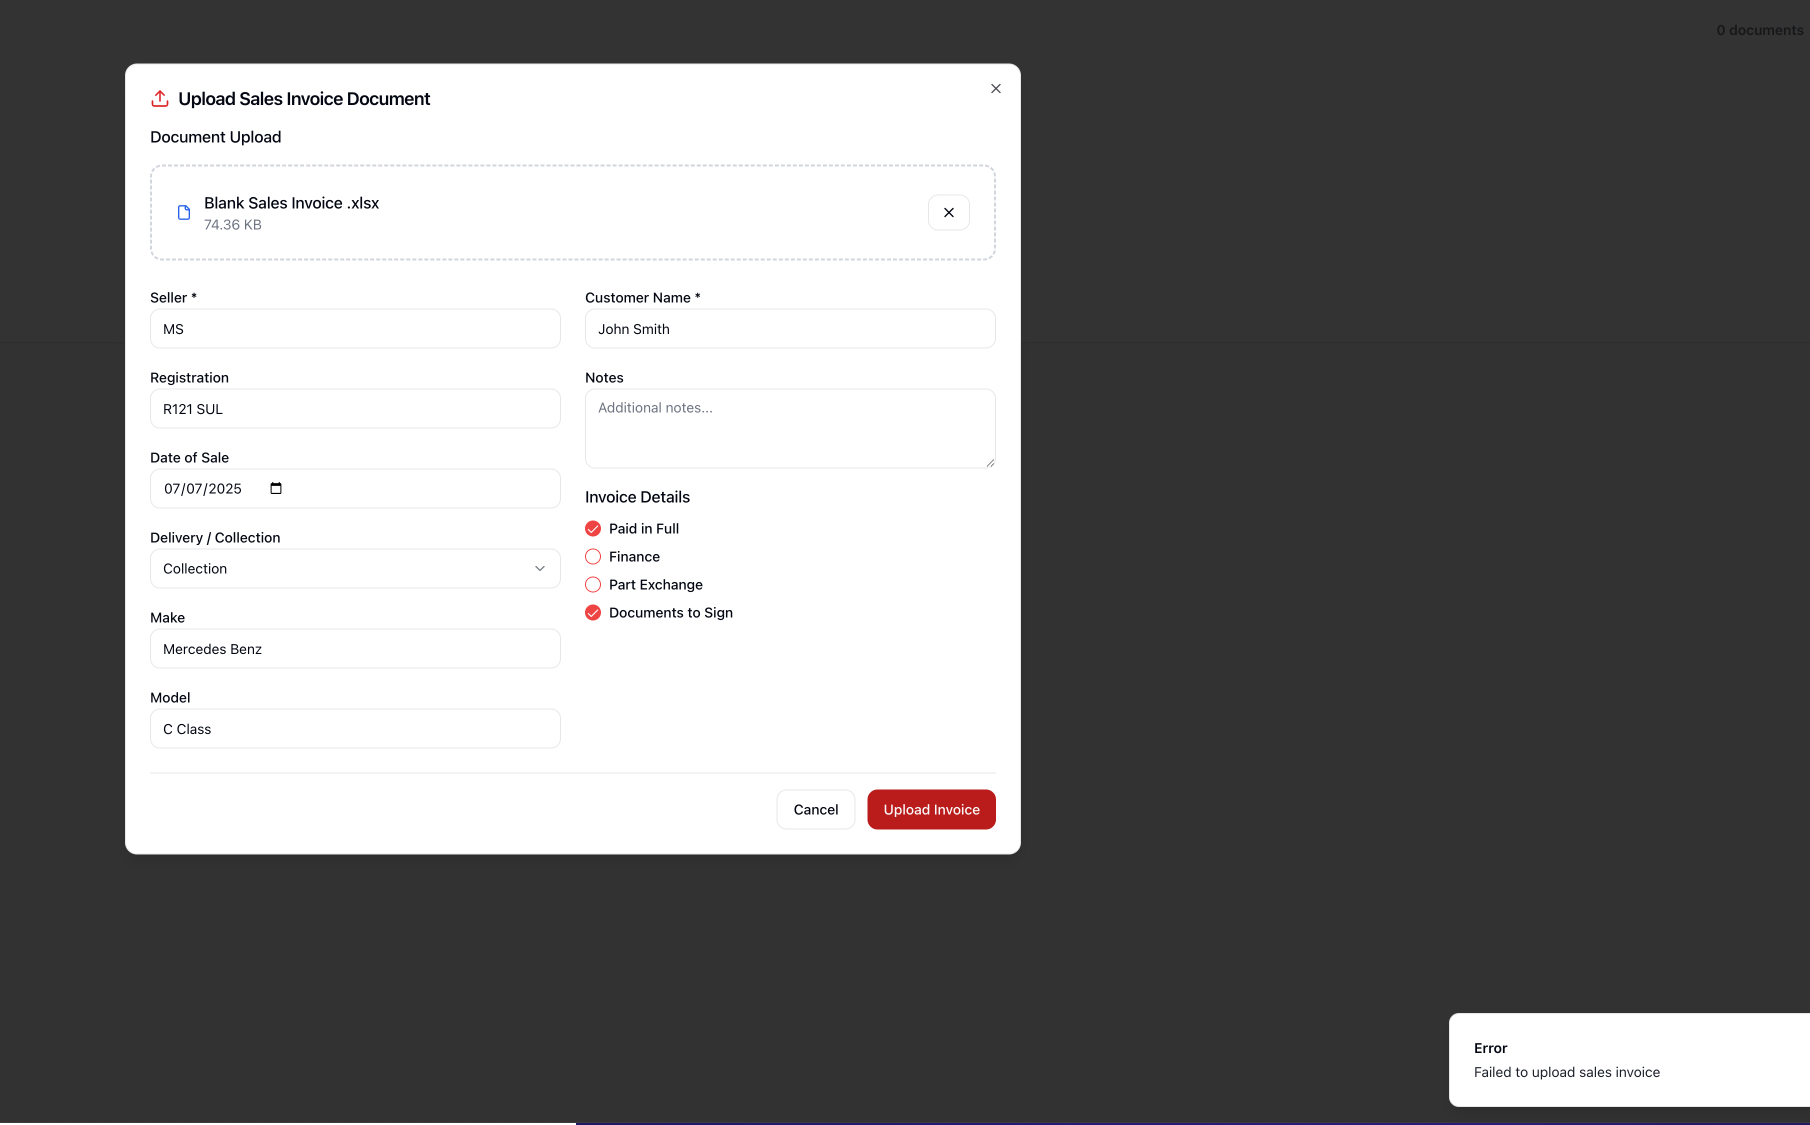 0 documents
Upload Sales Invoice Document
Document Upload
Blank Sales Invoice .xlsx
74.36 KB
Seller *
MS
Customer Name *
John Smith
Registration
R121 SUL
Notes
Additional notes...
Date of Sale
07/07/2025
Delivery / Collection
Collection
Make
Mercedes Benz
Model
C Class
Invoice Details
Paid in Full
Finance
Part Exchange
Documents to Sign
Cancel
Upload Invoice
Error
Failed to upload sales invoice